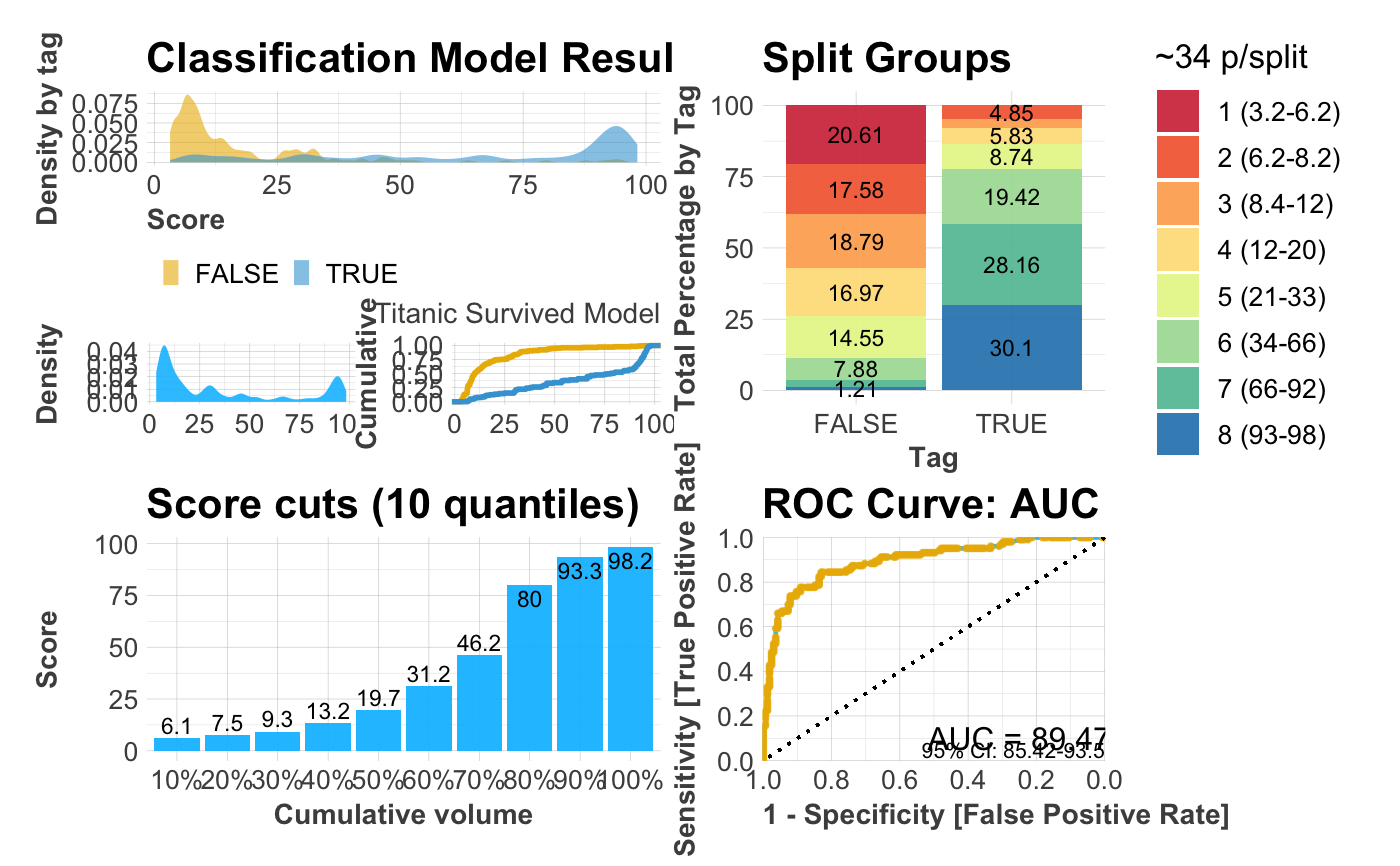 Classification Model Resul
Density by tag
0.075
0.050
0.025
0.000
0 25 50 75 100
Score
FALSE TRUE
Density
0.04
0.00
0 25 50 75 10
Titanic Survived Model
Cumulative
1.00
0.75
0.00
0 25 50 75 100
Split Groups
Total Percentage by Tag
100
75
50
25
0
20.61
17.58
18.79
16.97
14.55
7.88
1.21
4.85
5.83
8.74
19.42
28.16
30.1
FALSE TRUE
Tag
~34 p/split
1 (3.2-6.2)
2 (6.2-8.2)
3 (8.4-12)
4 (12-20)
5 (21-33)
6 (34-66)
7 (66-92)
8 (93-98)
Score cuts (10 quantiles)
Score
100
75
50
25
0
6.1 7.5 9.3 13.2 19.7 31.2 46.2 80 93.3 98.2
10% 20% 30% 40% 50% 60% 70% 80% 90% 100%
Cumulative volume
ROC Curve: AUC
Sensitivity [True Positive Rate]
1.0
0.8
0.6
0.4
0.2
0.0
AUC = 89.47
95% CI: 85.42-93.5
1.0 0.8 0.6 0.4 0.2 0.0
1 - Specificity [False Positive Rate]